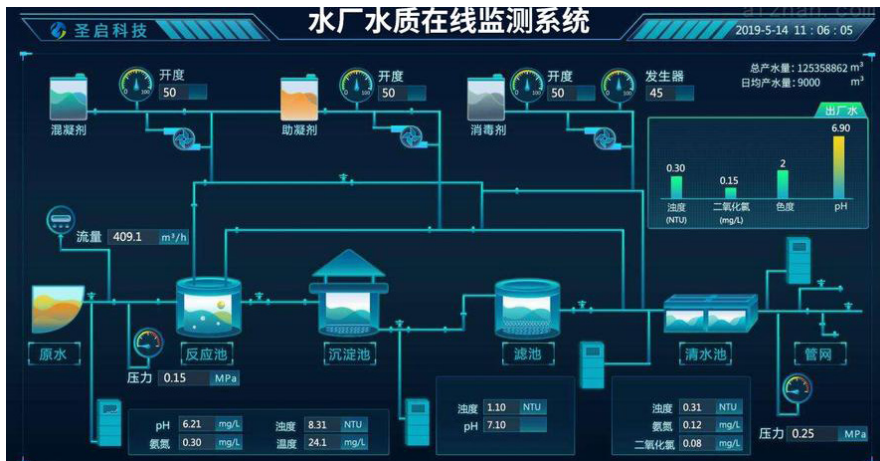 水厂水质在线监测系统
圣启科技
2019-5-14 11:06:05
总产水量: 125358862 m³
日均产水量: 9000 m³
开度
50
开度
50
开度
50
发生器
45
混凝剂
助凝剂
消毒剂
出厂水
6.90
0.30
0.15
2
浊度 二氧化氯 色度 pH
(NTU) (mg/L)
流量 409.1 m³/h
原水
反应池
沉淀池
滤池
清水池
管网
压力 0.15 MPa
pH 6.21 mg/L 浊度 8.31 NTU
氨氮 0.30 mg/L 温度 24.1 mg/L
浊度 1.10 NTU
pH 7.10
浊度 0.31 NTU
氨氮 0.12 mg/L
二氧化氯 0.08 mg/L
压力 0.25 MPa